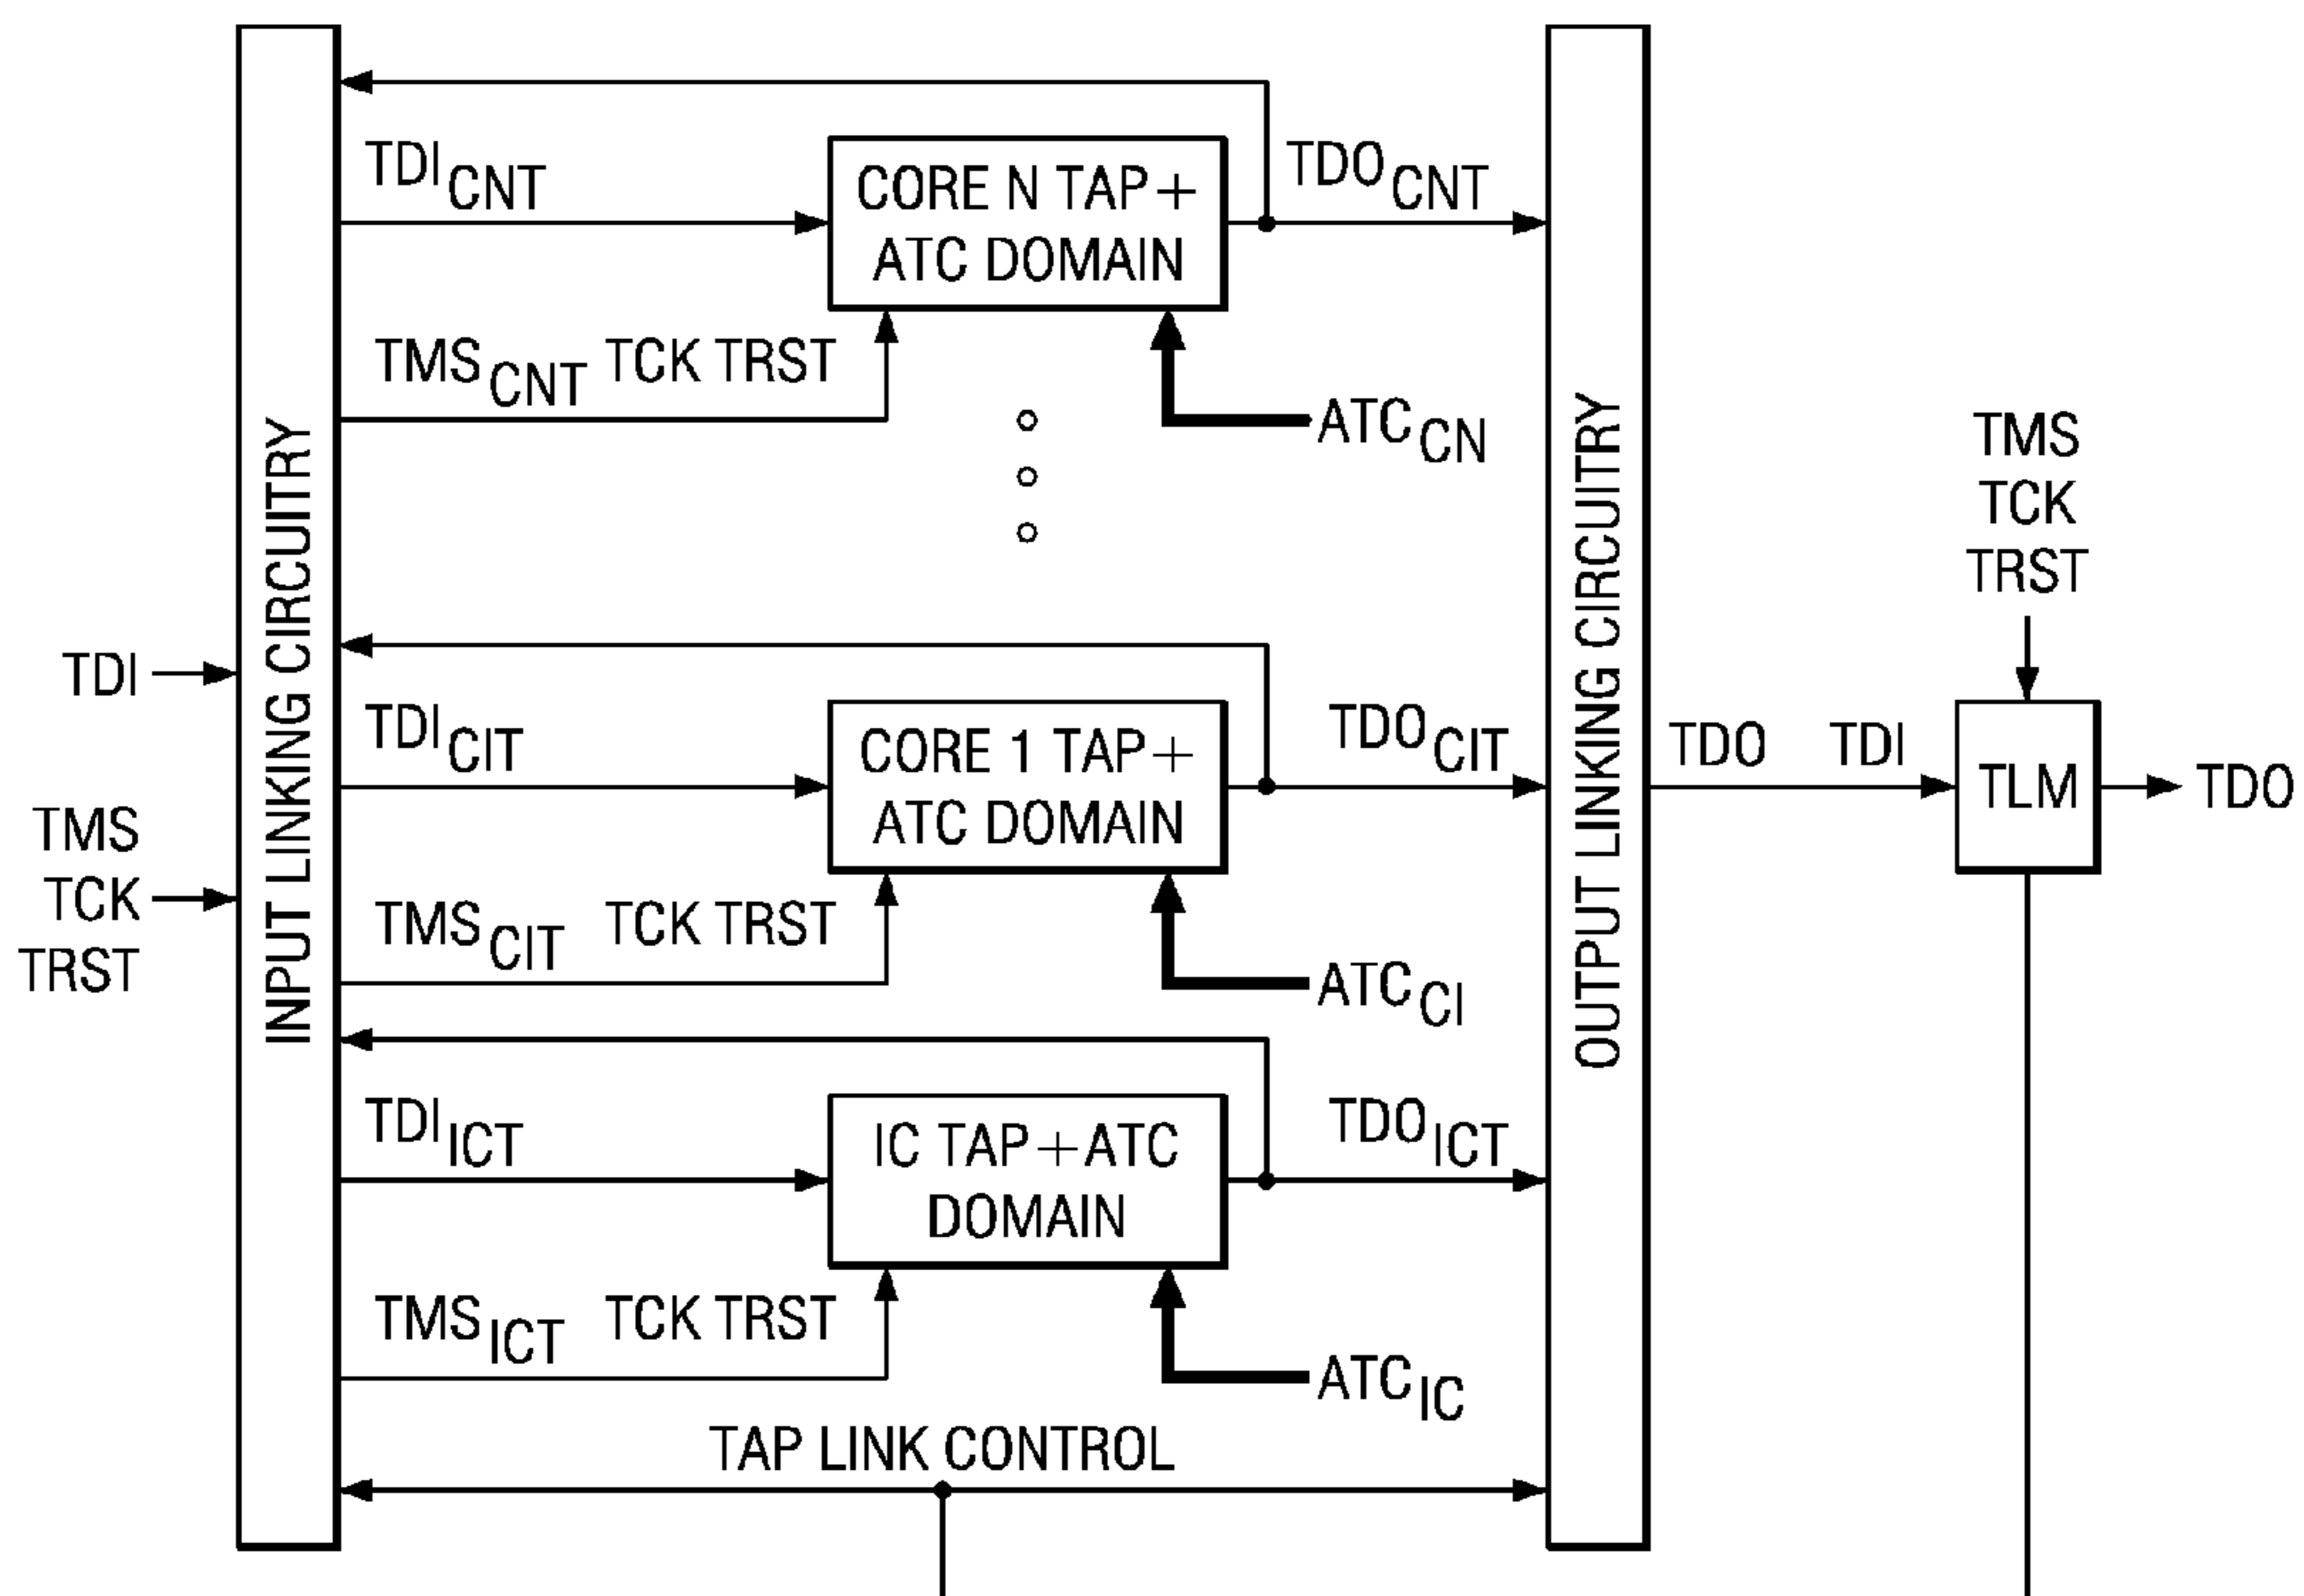 TDI CNT
CORE N TAP+
ATC DOMAIN
TDO CNT
TMS CNT TCK TRST
ATC CN
INPUT LINKING CIRCUITRY
OUTPUT LINKING CIRCUITRY
TMS
TCK
TRST
TDI
TDI CIT
CORE 1 TAP+
ATC DOMAIN
TDO CIT
TDO
TDI
TLM
TDO
TMS
TCK
TRST
TMS CIT TCK TRST
ATC CI
TDI ICT
IC TAP+ATC
DOMAIN
TDO ICT
TMS ICT TCK TRST
ATC IC
TAP LINK CONTROL